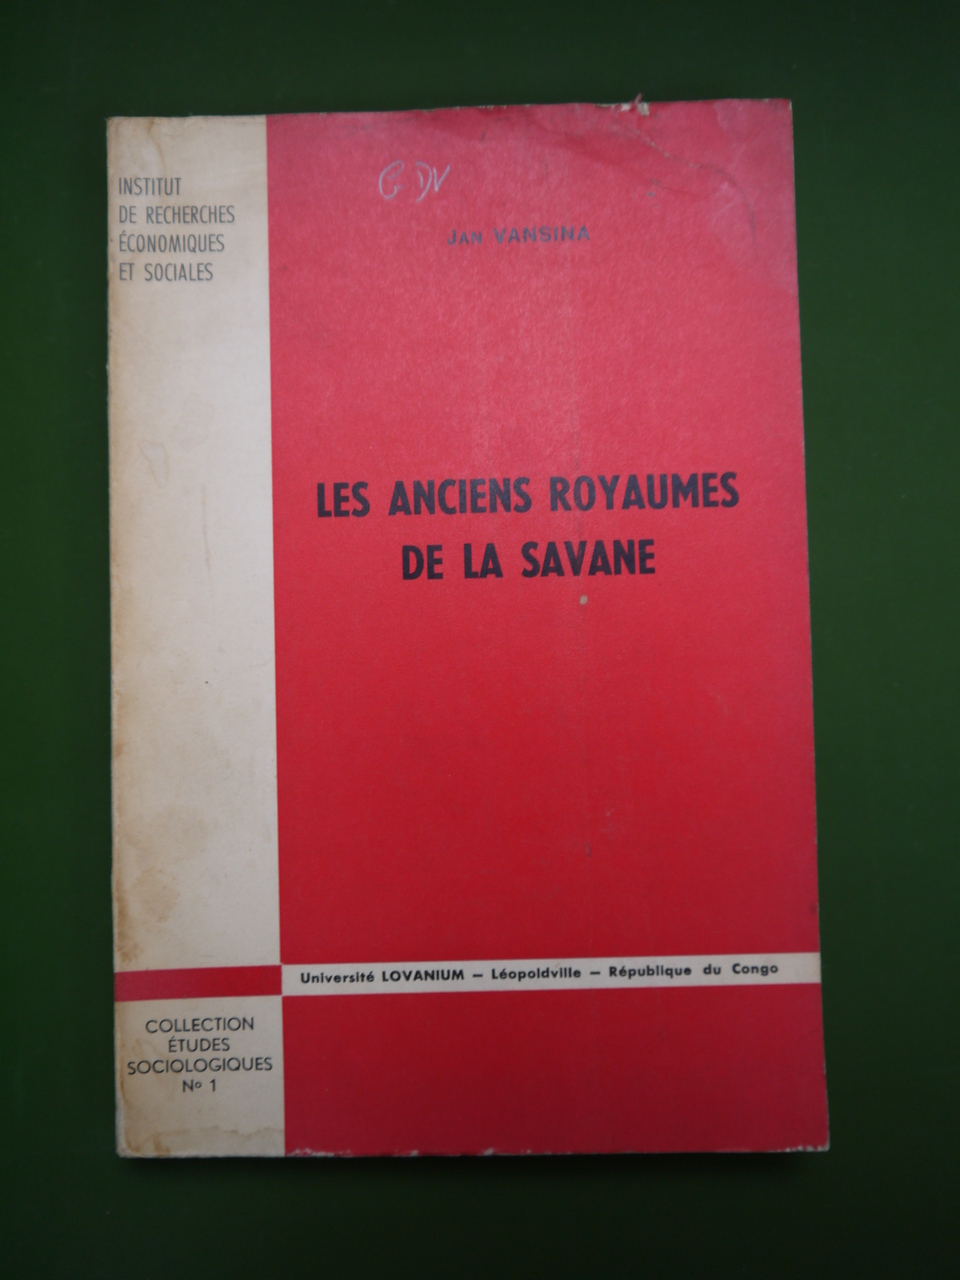 INSTITUT
DE RECHERCHES
ÉCONOMIQUES
ET SOCIALES
JAN VANSINA
LES ANCIENS ROYAUMES
DE LA SAVANE
Université LOVANIUM – Léopoldville – République du Congo
COLLECTION
ÉTUDES
SOCIOLOGIQUES
Nº 1